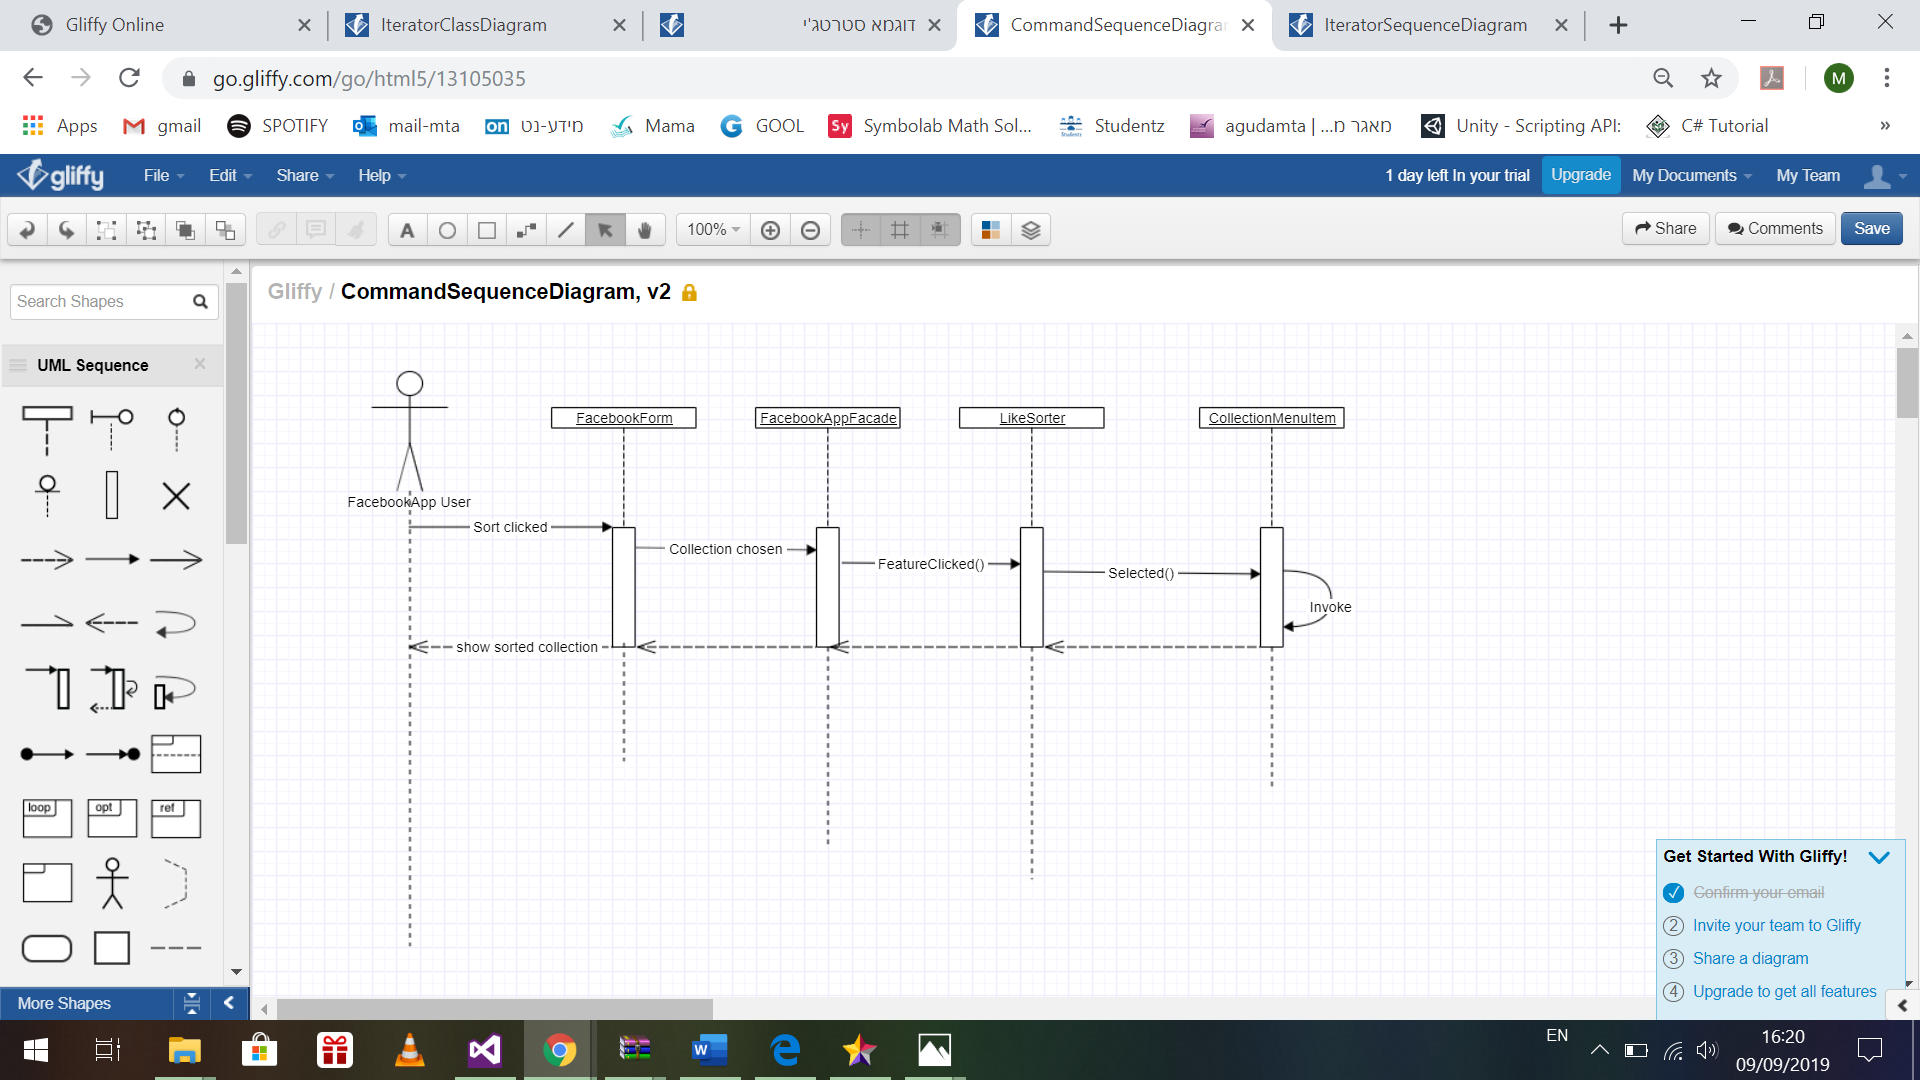 Gliffy Online
IteratorClassDiagram
דוגמא סטרטג'י
CommandSequenceDiagra
IteratorSequenceDiagram
go.gliffy.com/go/html5/13105035
M
Apps
gmail
SPOTIFY
mail-mta
on מידע-נט
Mama
G GOOL
Sy Symbolab Math Sol...
Studentz
agudamta | ...מאגר מ
Unity - Scripting API:
C# Tutorial
»
gliffy
File
Edit
Share
Help
1 day left In your trial
Upgrade
My Documents
My Team
A
100%
Share
Comments
Save
Search Shapes
Gliffy / CommandSequenceDiagram, v2
UML Sequence
FacebookForm
FacebookAppFacade
LikeSorter
CollectionMenuItem
FacebookApp User
Sort clicked
Collection chosen
FeatureClicked()
Selected()
Invoke
show sorted collection
loop
opt
ref
Get Started With Gliffy!
Confirm your email
2 Invite your team to Gliffy
3 Share a diagram
4 Upgrade to get all features
More Shapes
W
EN
16:20
09/09/2019